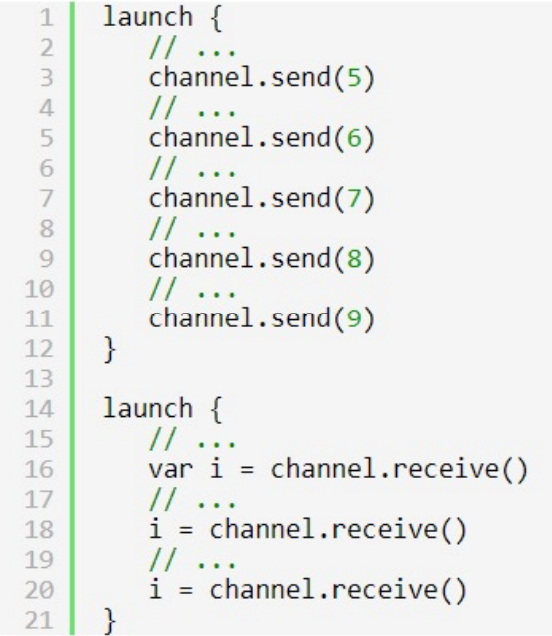 1 launch {
2 // ...
3 channel.send(5)
4 // ...
5 channel.send(6)
6 // ...
7 channel.send(7)
8 // ...
9 channel.send(8)
10 // ...
11 channel.send(9)
12 }
13
14 launch {
15 // ...
16 var i = channel.receive()
17 // ...
18 i = channel.receive()
19 // ...
20 i = channel.receive()
21 }